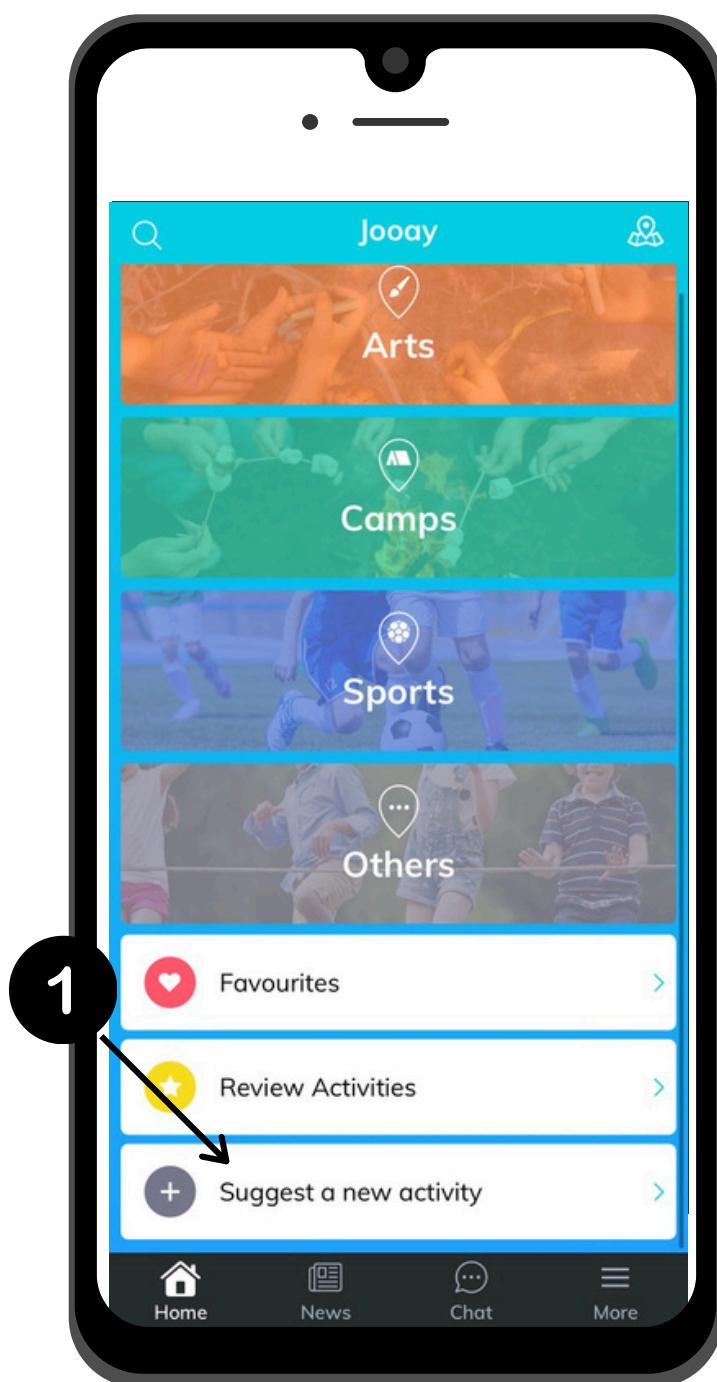 Jooay
Arts
Camps
Sports
Others
1
Favourites
Review Activities
Suggest a new activity
Home News Chat More